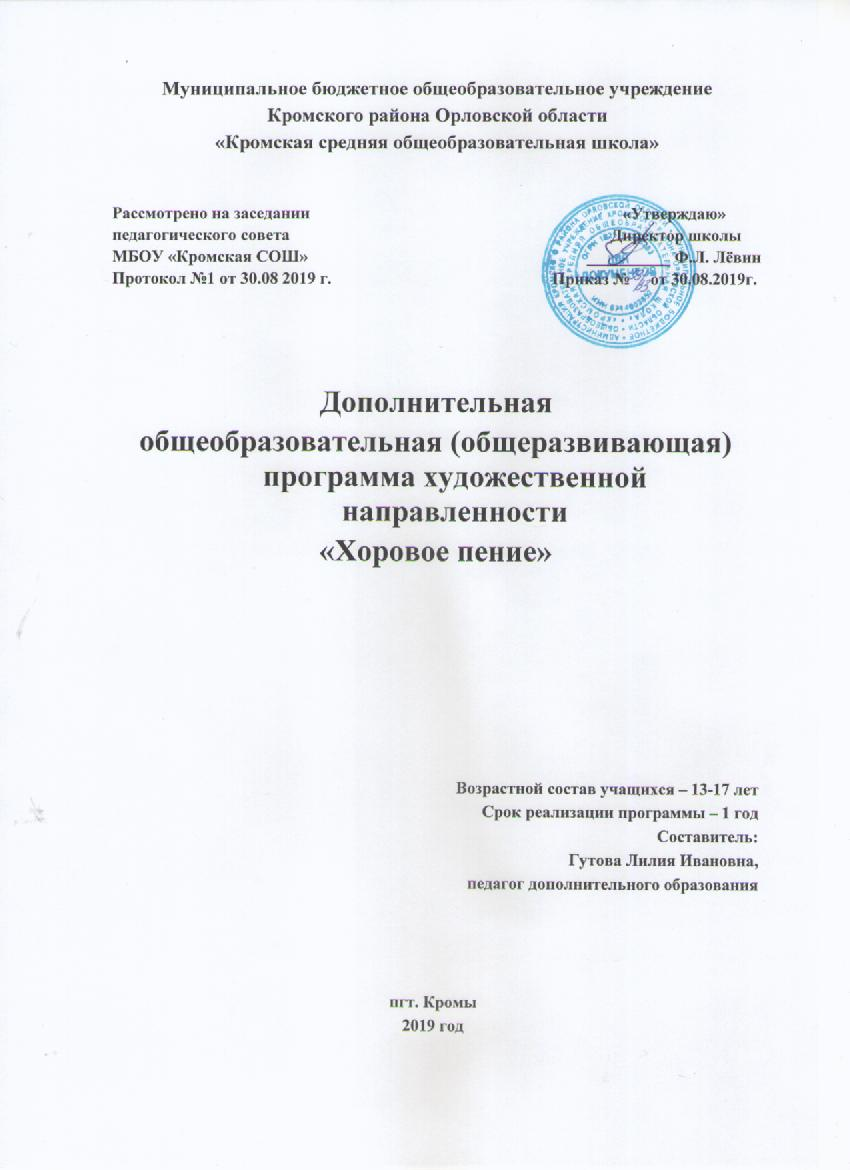 Муниципальное бюджетное общеобразовательное учреждение
Кромского района Орловской области
«Кромская средняя общеобразовательная школа»
Рассмотрено на заседании
педагогического совета
МБОУ «Кромская СОШ»
Протокол №1 от 30.08 2019 г.
«Утверждаю»
Директор школы
Ф.Л. Лёвин
Приказ № от 30.08.2019г.
Дополнительная
общеобразовательная (общеразвивающая)
программа художественной
направленности
«Хоровое пение»
Возрастной состав учащихся – 13-17 лет
Срок реализации программы – 1 год
Составитель:
Гутова Лилия Ивановна,
педагог дополнительного образования
пгт. Кромы
2019 год